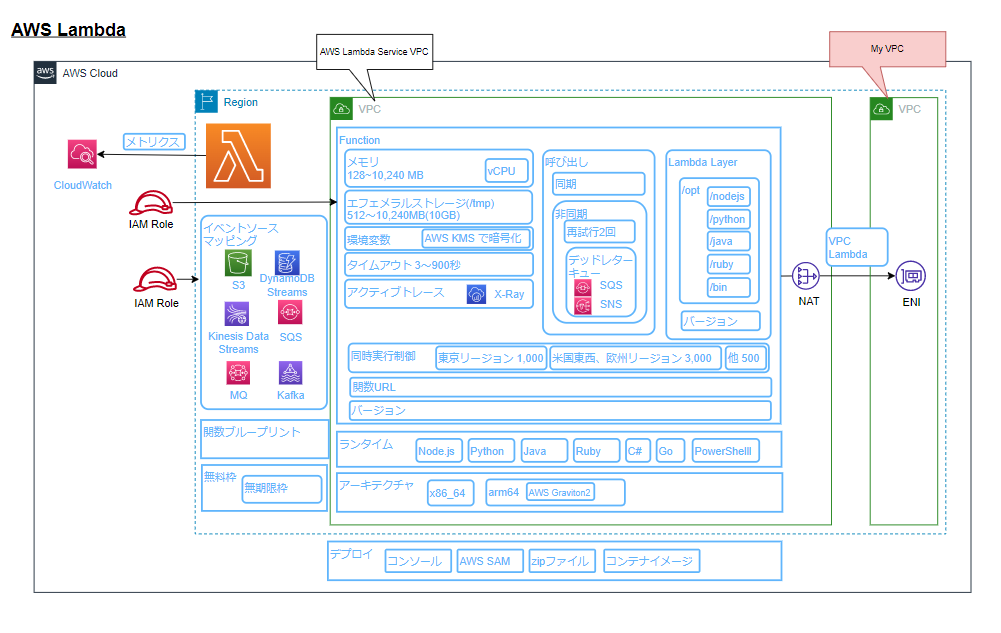 AWS Lambda
AWS Lambda Service VPC
My VPC
aws
AWS Cloud
Region
VPC
VPC
メトリクス
CloudWatch
IAM Role
IAM Role
イベントソース
マッピング
S3
DynamoDB
Streams
Kinesis Data
Streams
SQS
MQ
Kafka
関数ブループリント
無料枠
無期限枠
Function
メモリ
128~10,240 MB
vCPU
エフェメラルストレージ(/tmp)
512～10,240MB(10GB)
環境変数
AWS KMS で暗号化
タイムアウト 3～900秒
アクティブトレース
X-Ray
呼び出し
同期
非同期
再試行2回
デッドレター
キュー
SQS
SNS
Lambda Layer
/opt
/nodejs
/python
/java
/ruby
/bin
バージョン
同時実行制御
東京リージョン 1,000
米国東西、欧州リージョン 3,000
他 500
関数URL
バージョン
ランタイム
Node.js
Python
Java
Ruby
C#
Go
PowerShelll
アーキテクチャ
x86_64
arm64
AWS Graviton2
VPC
Lambda
NAT
ENI
デプロイ
コンソール
AWS SAM
zipファイル
コンテナイメージ